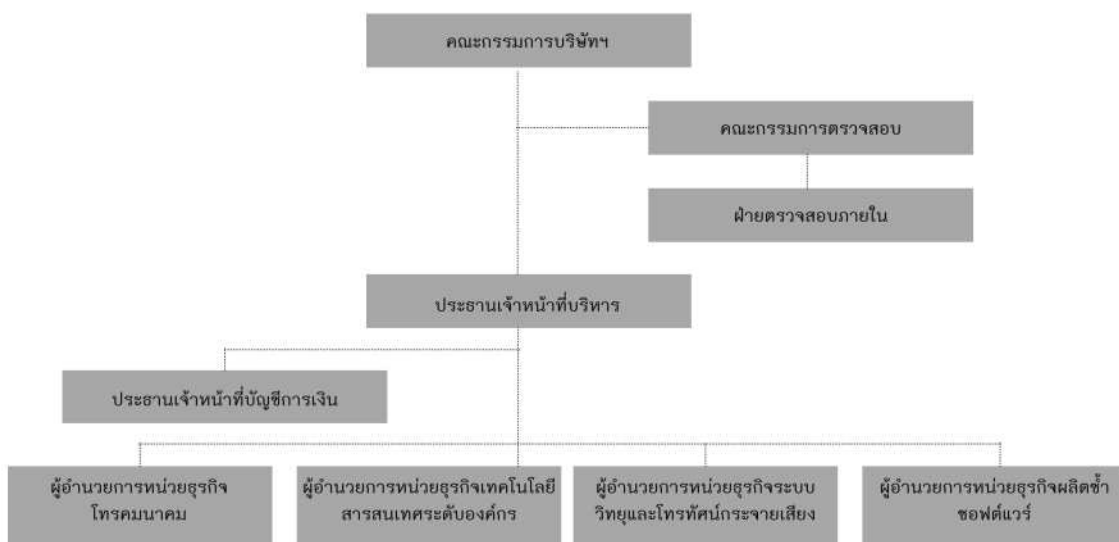 คณะกรรมการบริษัทฯ
คณะกรรมการตรวจสอบ
ฝ่ายตรวจสอบภายใน
ประธานเจ้าหน้าที่บริหาร
ประธานเจ้าหน้าที่บัญชีการเงิน
ผู้อำนวยการหน่วยธุรกิจ
โทรคมนาคม
ผู้อำนวยการหน่วยธุรกิจเทคโนโลยี
สารสนเทศระดับองค์กร
ผู้อำนวยการหน่วยธุรกิจระบบ
วิทยุและโทรทัศน์กระจายเสียง
ผู้อำนวยการหน่วยธุรกิจผลิตซ้ำ
ซอฟต์แวร์